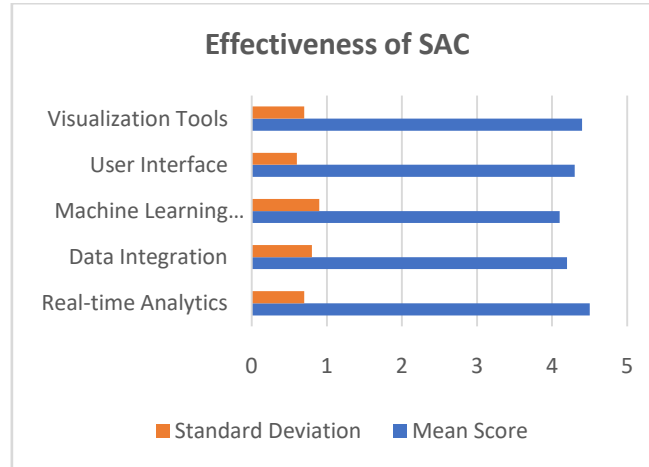 Effectiveness of SAC
Visualization Tools
User Interface
Machine Learning...
Data Integration
Real-time Analytics
0 1 2 3 4 5
Standard Deviation Mean Score